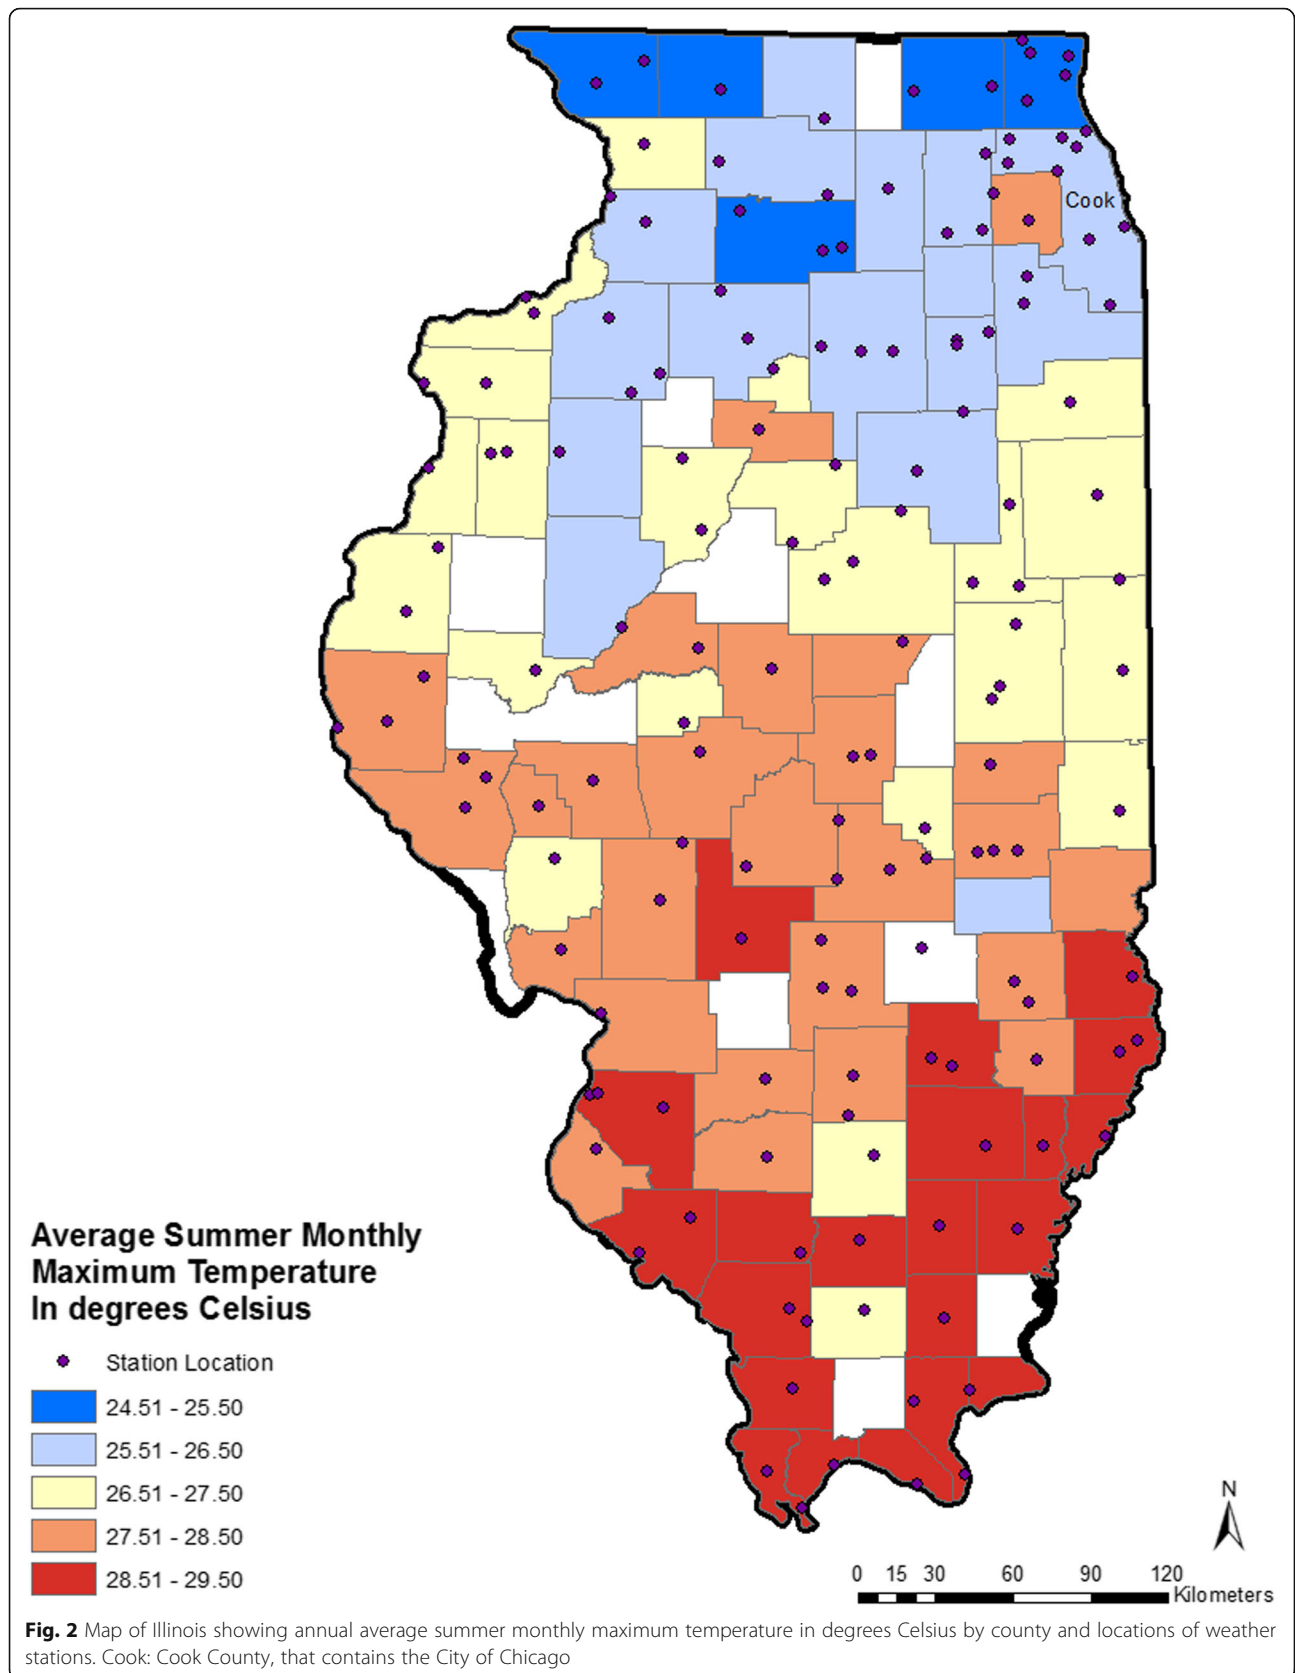 Cook
Average Summer Monthly
Maximum Temperature
In degrees Celsius
Station Location
24.51 - 25.50
25.51 - 26.50
26.51 - 27.50
27.51 - 28.50
28.51 - 29.50
N
0 15 30 60 90 120
Kilometers
Fig. 2 Map of Illinois showing annual average summer monthly maximum temperature in degrees Celsius by county and locations of weather
stations. Cook: Cook County, that contains the City of Chicago